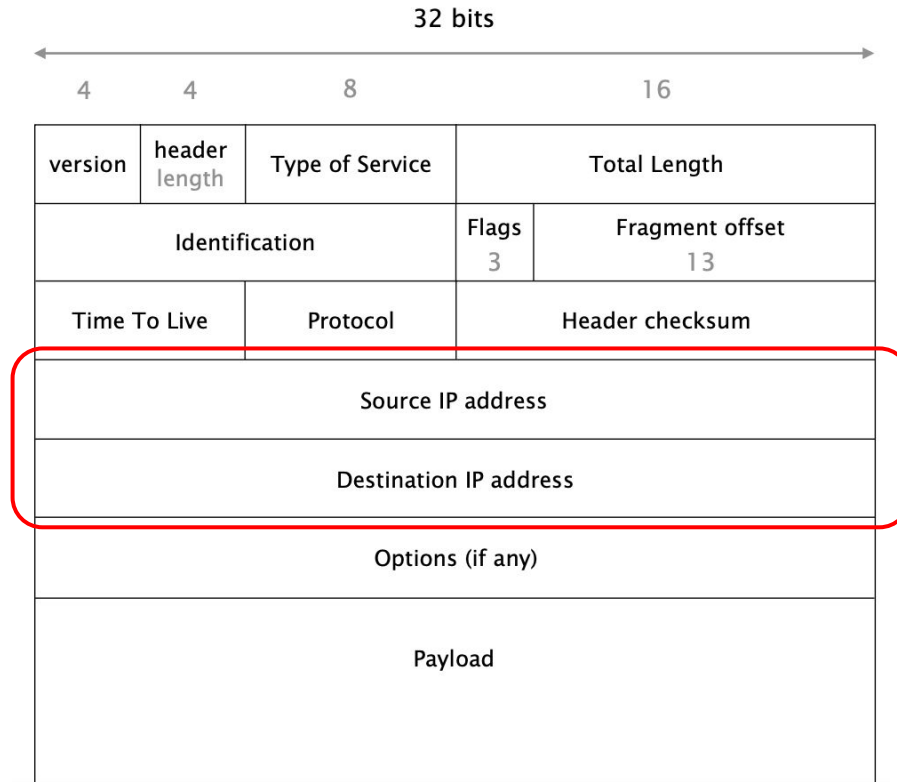 32 bits
4 4 8 16
version header length Type of Service Total Length
Identification Flags 3 Fragment offset 13
Time To Live Protocol Header checksum
Source IP address
Destination IP address
Options (if any)
Payload